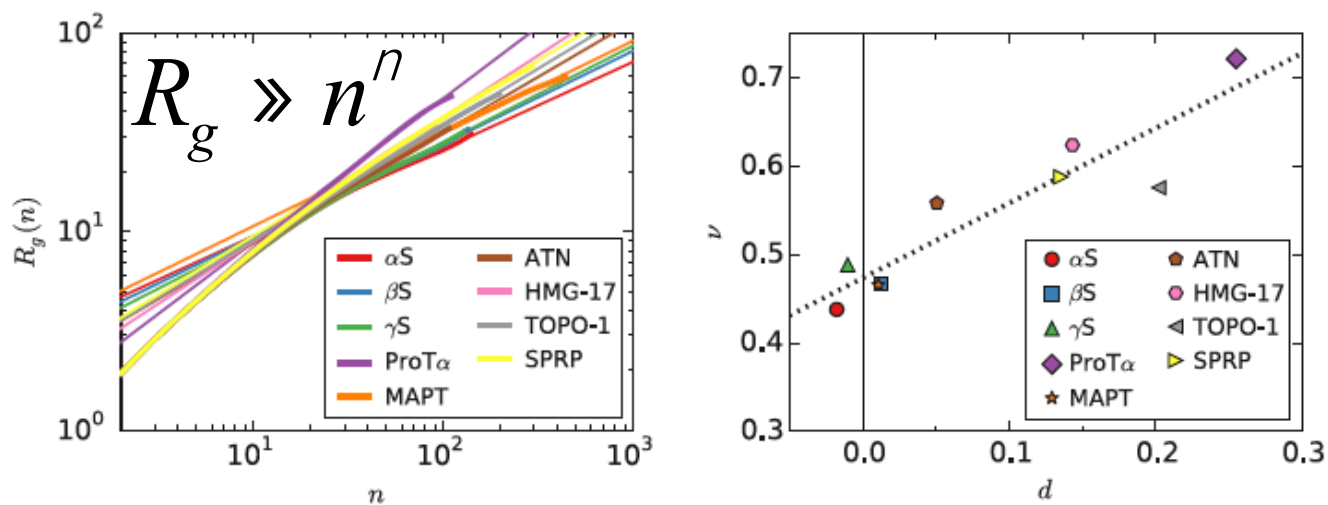 R_g » n^n
10^2
10^1
10^0
R_g(n)
10^1
10^2
10^3
n
αS
βS
γS
ProTα
MAPT
ATN
HMG-17
TOPO-1
SPRP
0.7
0.6
0.5
0.4
0.3
ν
0.0
0.1
0.2
0.3
d
αS
βS
γS
ProTα
MAPT
ATN
HMG-17
TOPO-1
SPRP